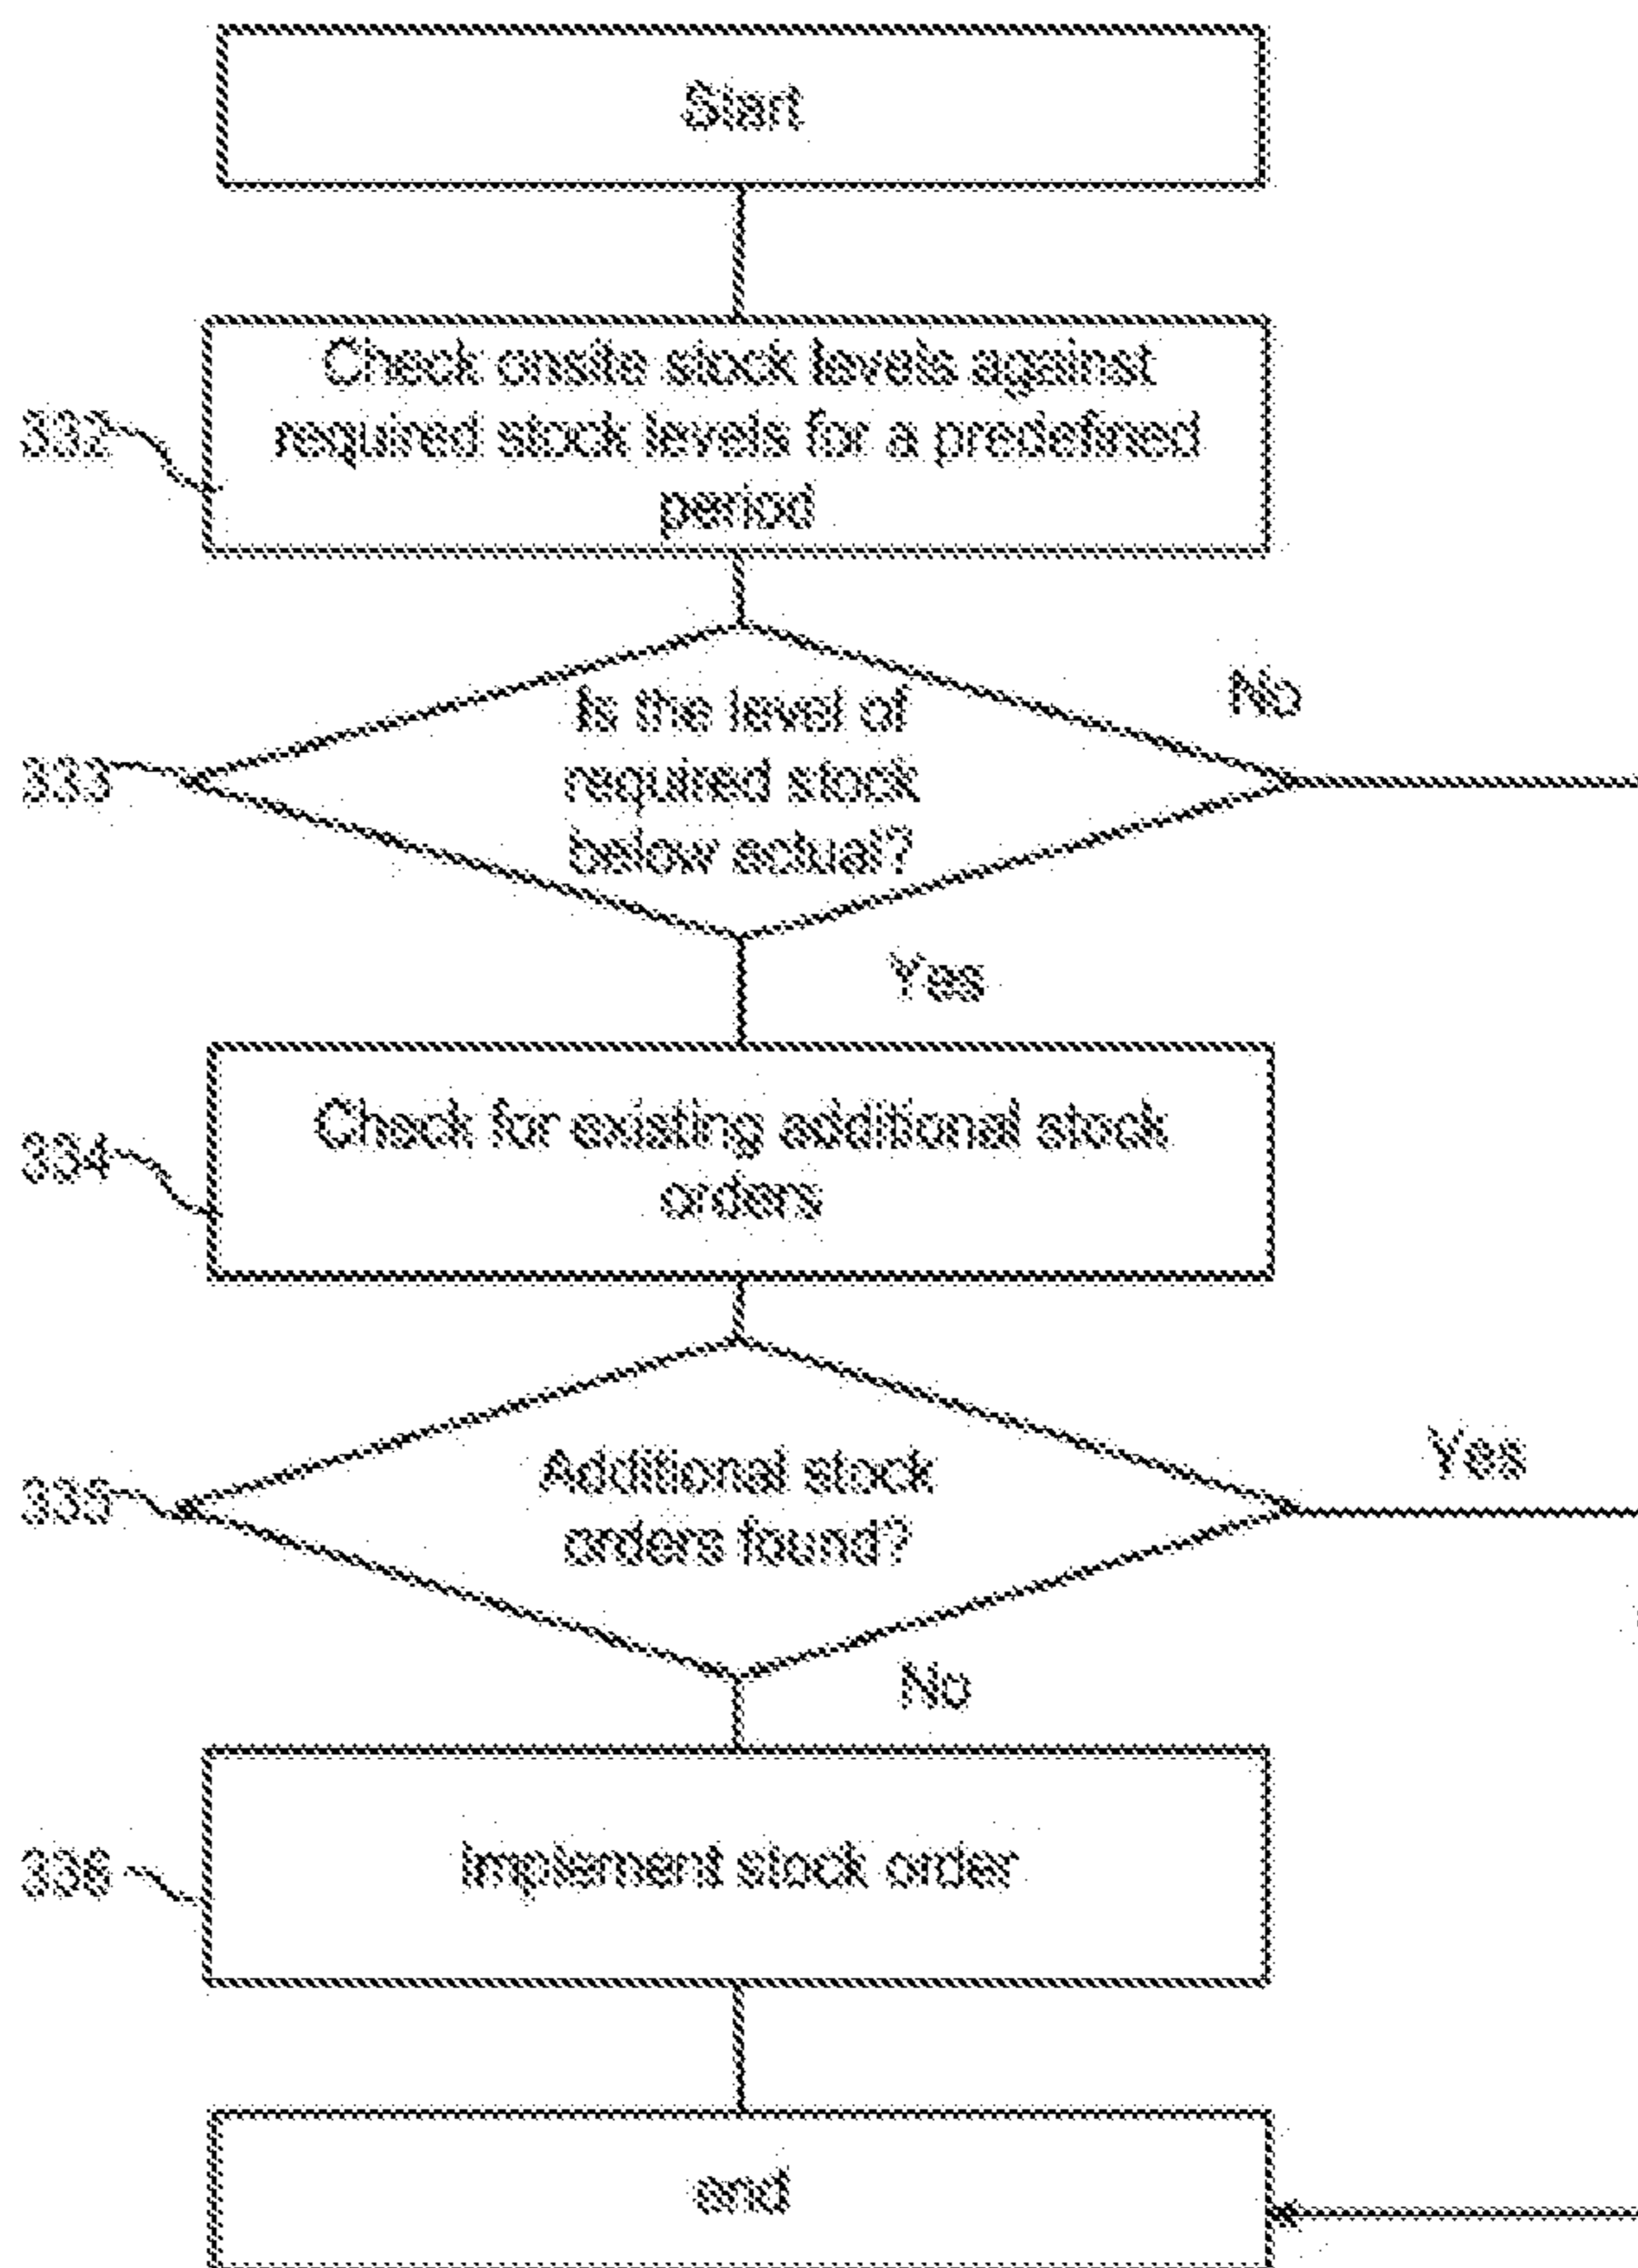 Start
Check onsite stock levels against
required stock levels for a predefined
period
332
Is the level of
required stock
below actual?
No
333
Yes
Check for existing additional stock
orders
334
Additional stock
orders found?
Yes
335
No
Implement stock order
336
end